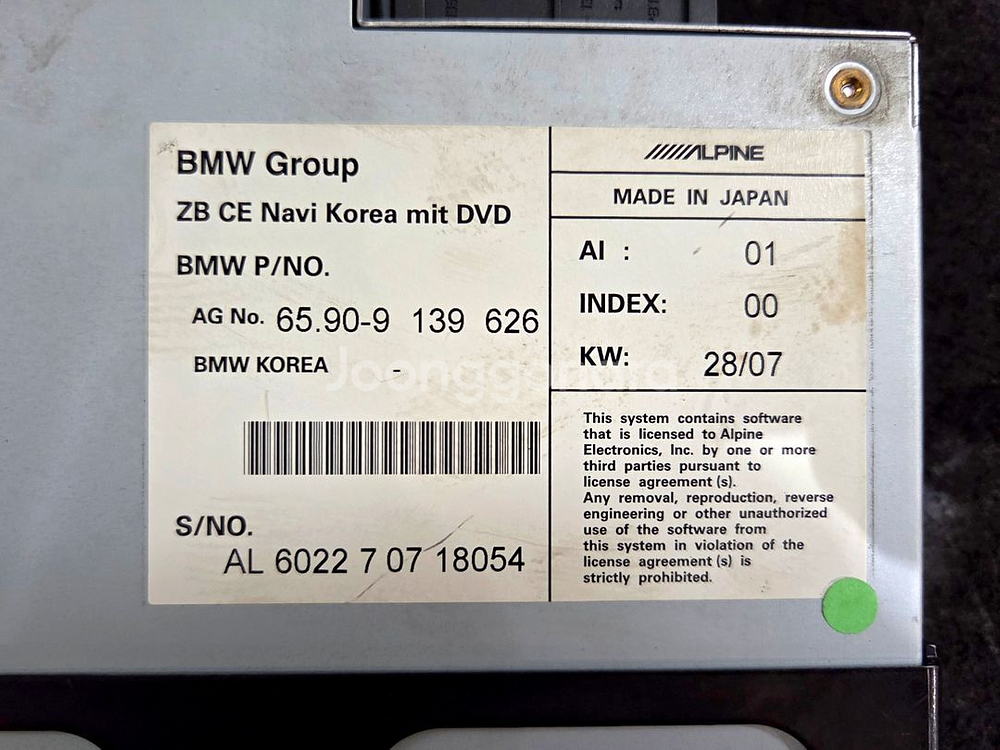 BMW Group
ZB CE Navi Korea mit DVD
BMW P/NO.
AG No. 65.90-9 139 626
BMW KOREA -
S/NO.
AL 6022 7 07 18054
ALPINE
MADE IN JAPAN
AI : 01
INDEX: 00
KW: 28/07
This system contains software
that is licensed to Alpine
Electronics, Inc. by one or more
third parties pursuant to
license agreement (s).
Any removal, reproduction, reverse
engineering or other unauthorized
use of the software from
this system in violation of the
license agreement (s) is
strictly prohibited.
Joonggonara